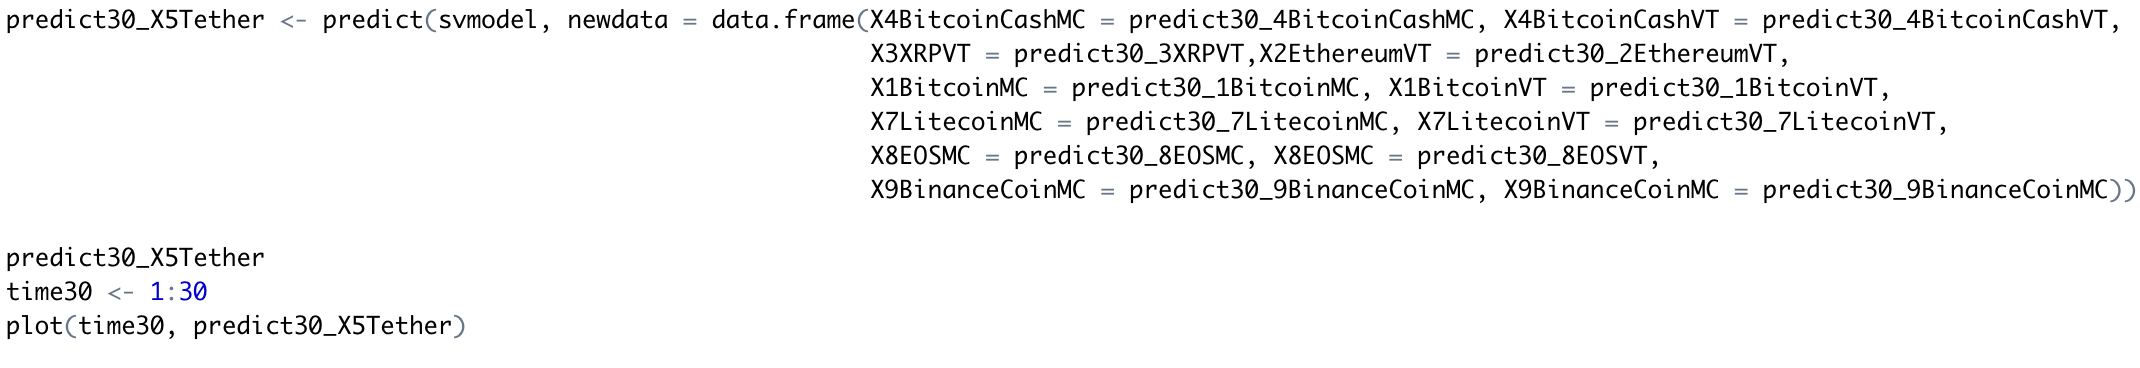 predict30_X5Tether <- predict(svmodel, newdata = data.frame(X4BitcoinCashMC = predict30_4BitcoinCashMC, X4BitcoinCashVT = predict30_4BitcoinCashVT,
X3XRPVT = predict30_3XRPVT,X2EthereumVT = predict30_2EthereumVT,
X1BitcoinMC = predict30_1BitcoinMC, X1BitcoinVT = predict30_1BitcoinVT,
X7LitecoinMC = predict30_7LitecoinMC, X7LitecoinVT = predict30_7LitecoinVT,
X8EOSMC = predict30_8EOSMC, X8EOSMC = predict30_8EOSVT,
X9BinanceCoinMC = predict30_9BinanceCoinMC, X9BinanceCoinMC = predict30_9BinanceCoinMC))
predict30_X5Tether
time30 <- 1:30
plot(time30, predict30_X5Tether)